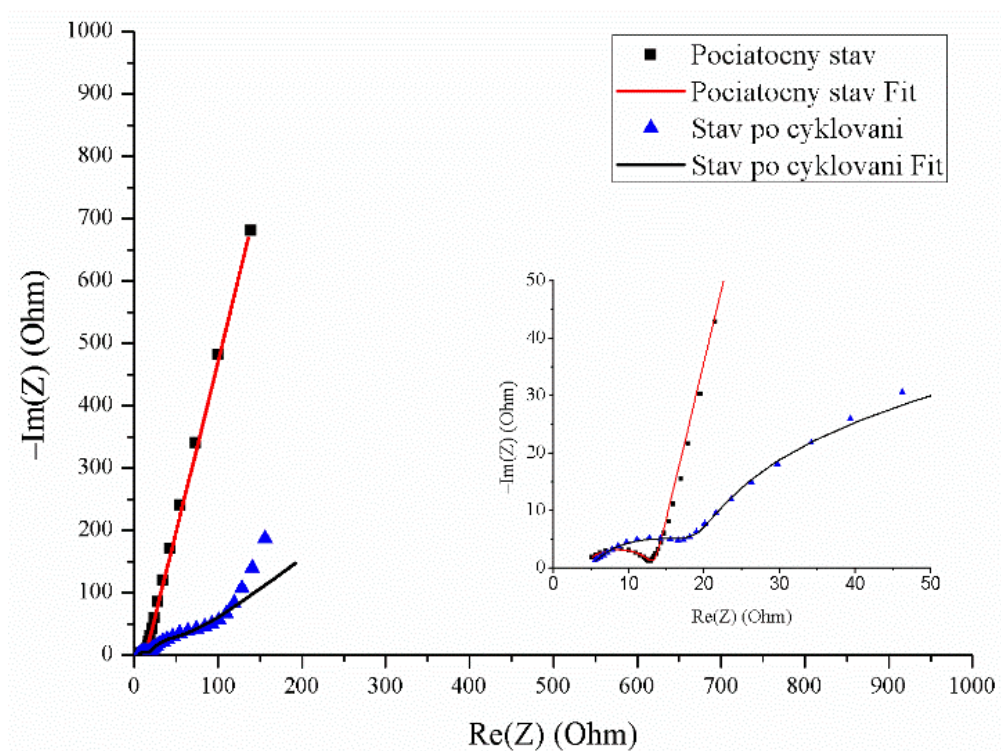 1000
900
800
700
600
500
400
300
200
100
0
−Im(Z) (Ohm)
Pociatocny stav
Pociatocny stav Fit
Stav po cyklovani
Stav po cyklovani Fit
50
40
30
20
10
0
−Im(Z) (Ohm)
0 10 20 30 40 50
Re(Z) (Ohm)
0 100 200 300 400 500 600 700 800 900 1000
Re(Z) (Ohm)